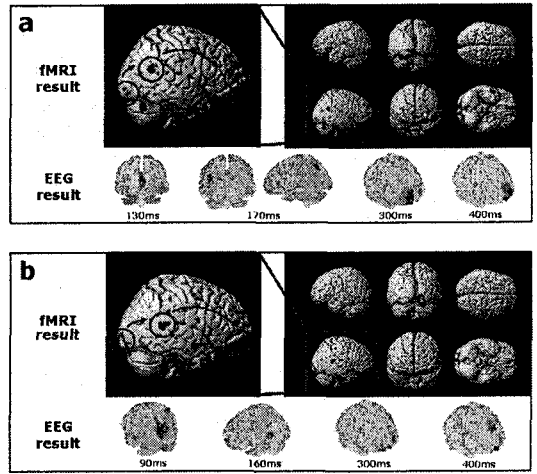 a
fMRI
result
EEG
result
130ms
170ms
300ms
400ms
b
fMRI
result
EEG
result
90ms
160ms
300ms
400ms